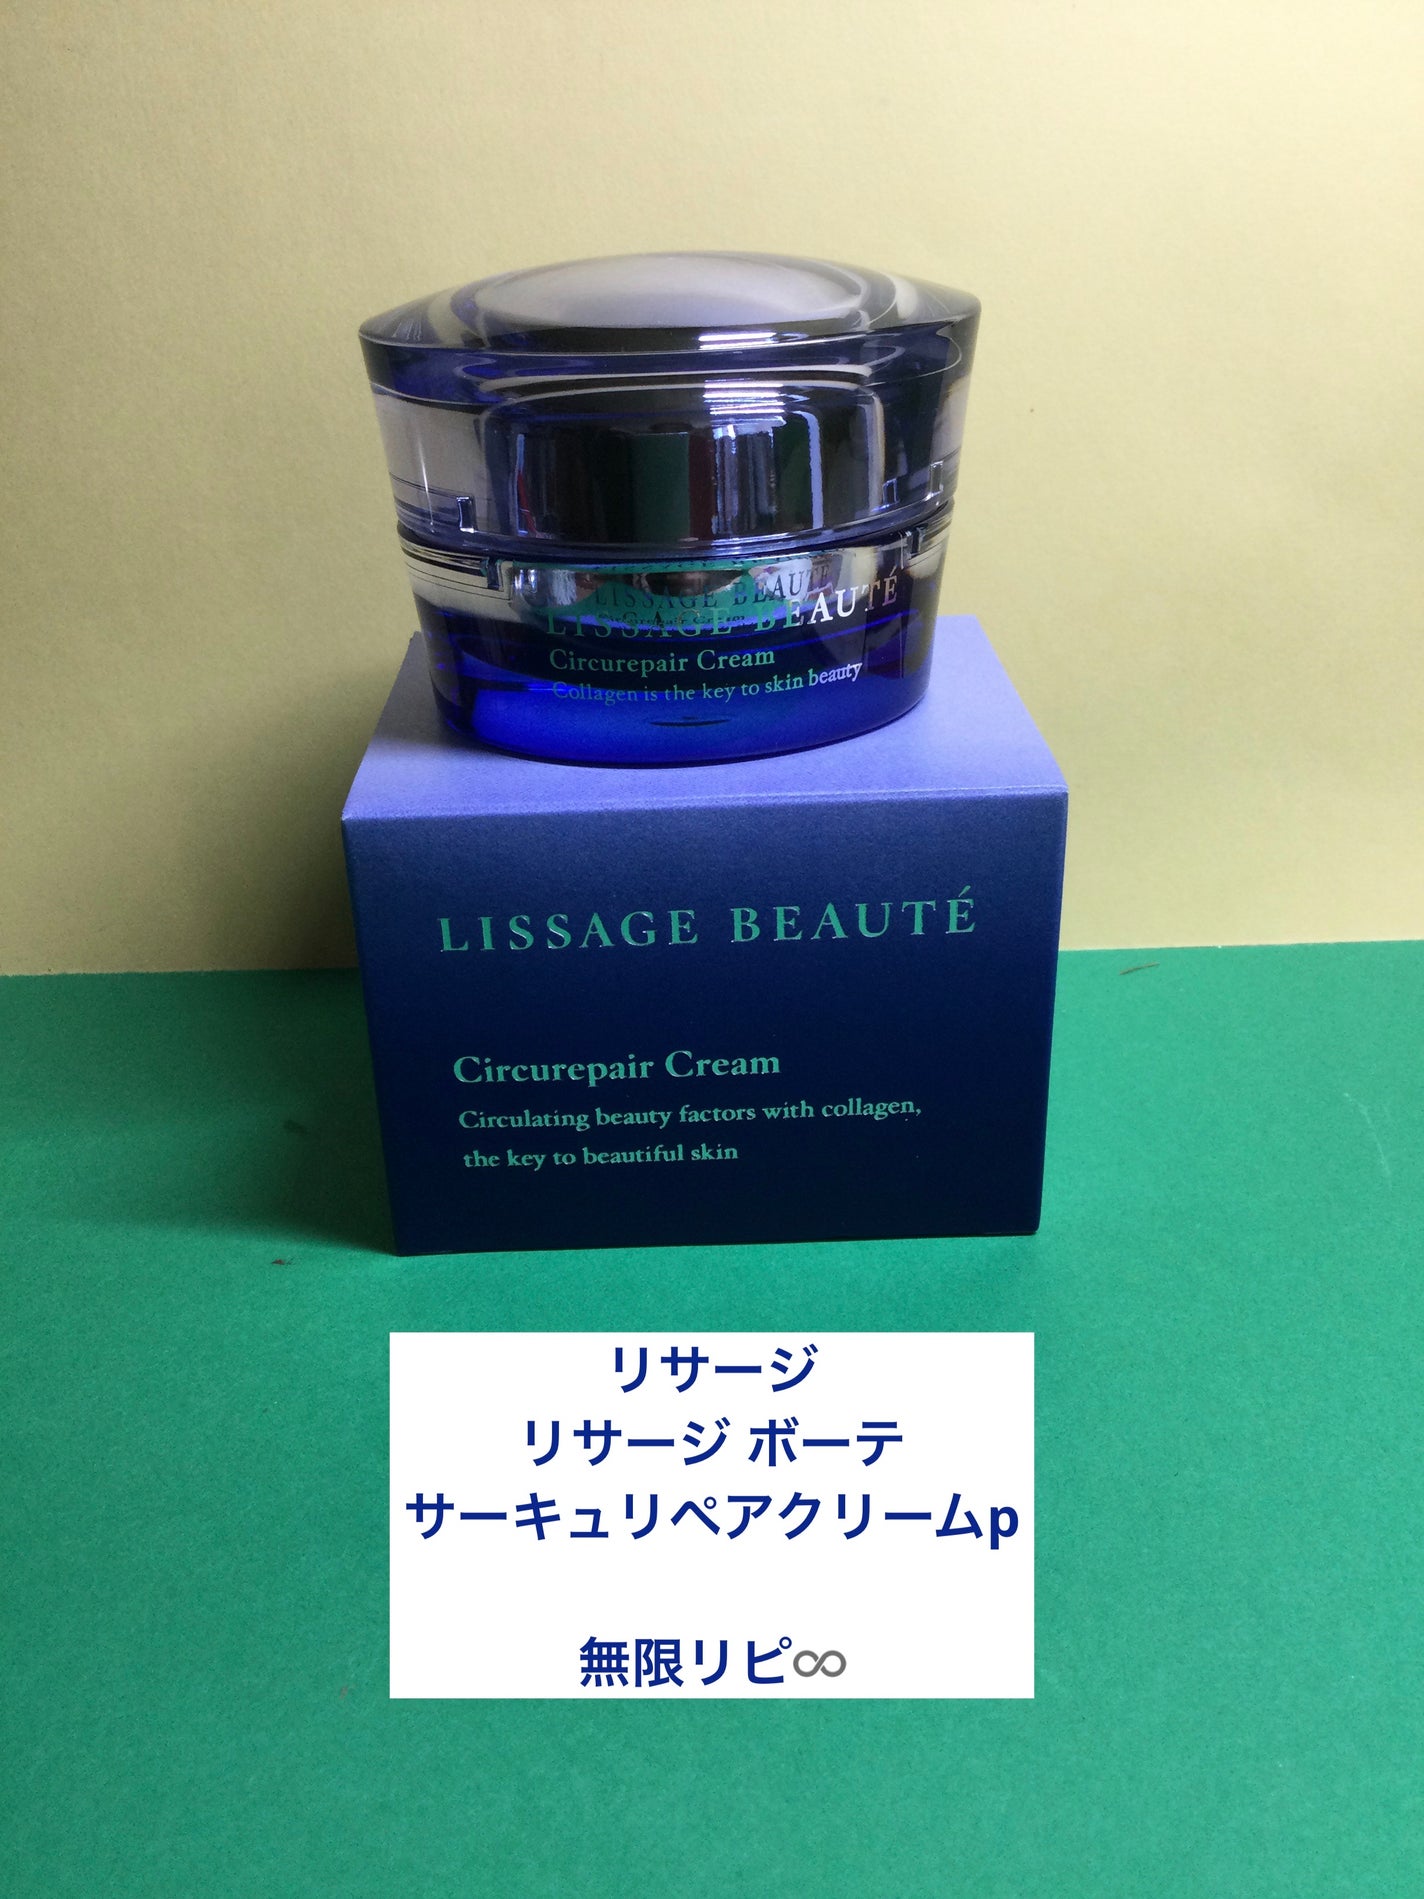 LISSAGE BEAUTÉ
Circurepair Cream
Collagen is the key to skin beauty
LISSAGE BEAUTÉ
Circurepair Cream
Circulating beauty factors with collagen,
the key to beautiful skin
リサージ
リサージ ボーテ
サーキュリペアクリームp
無限リピ♾